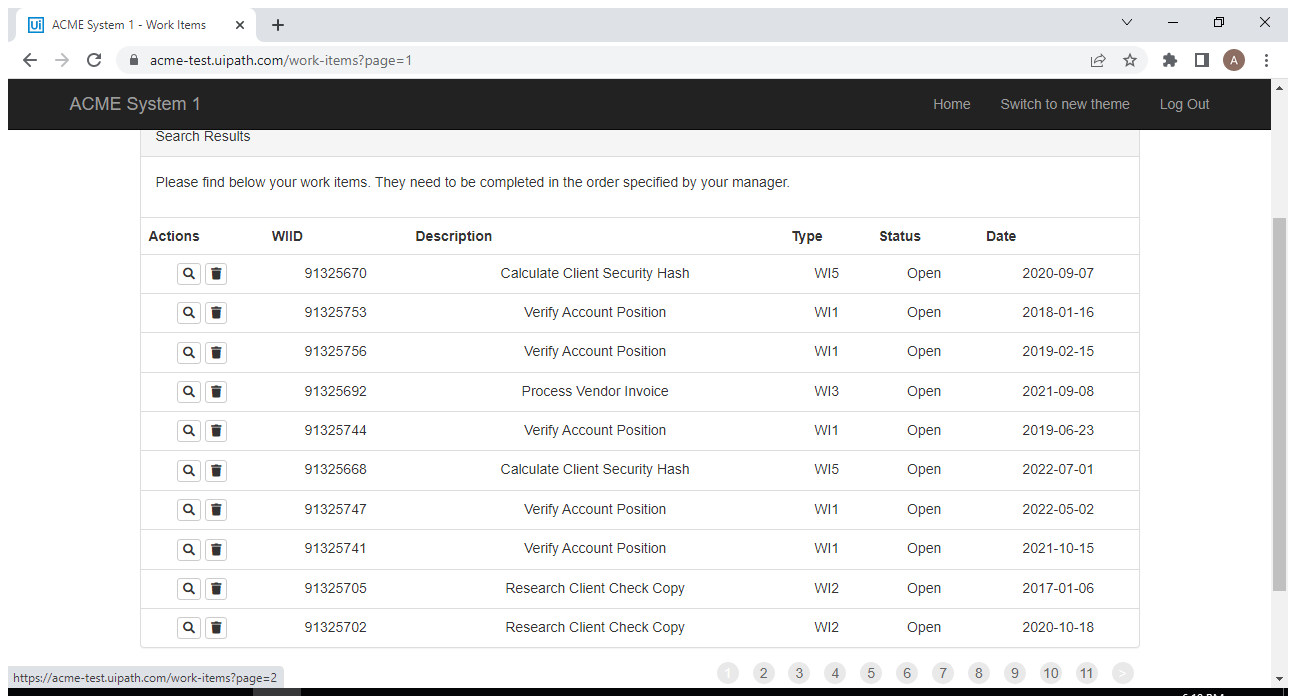 ACME System 1 - Work Items
acme-test.uipath.com/work-items?page=1
A
ACME System 1
Home Switch to new theme Log Out
Search Results
Please find below your work items. They need to be completed in the order specified by your manager.
Actions WIID Description Type Status Date
91325670 Calculate Client Security Hash WI5 Open 2020-09-07
91325753 Verify Account Position WI1 Open 2018-01-16
91325756 Verify Account Position WI1 Open 2019-02-15
91325692 Process Vendor Invoice WI3 Open 2021-09-08
91325744 Verify Account Position WI1 Open 2019-06-23
91325668 Calculate Client Security Hash WI5 Open 2022-07-01
91325747 Verify Account Position WI1 Open 2022-05-02
91325741 Verify Account Position WI1 Open 2021-10-15
91325705 Research Client Check Copy WI2 Open 2017-01-06
91325702 Research Client Check Copy WI2 Open 2020-10-18
1 2 3 4 5 6 7 8 9 10 11 >
https://acme-test.uipath.com/work-items?page=2